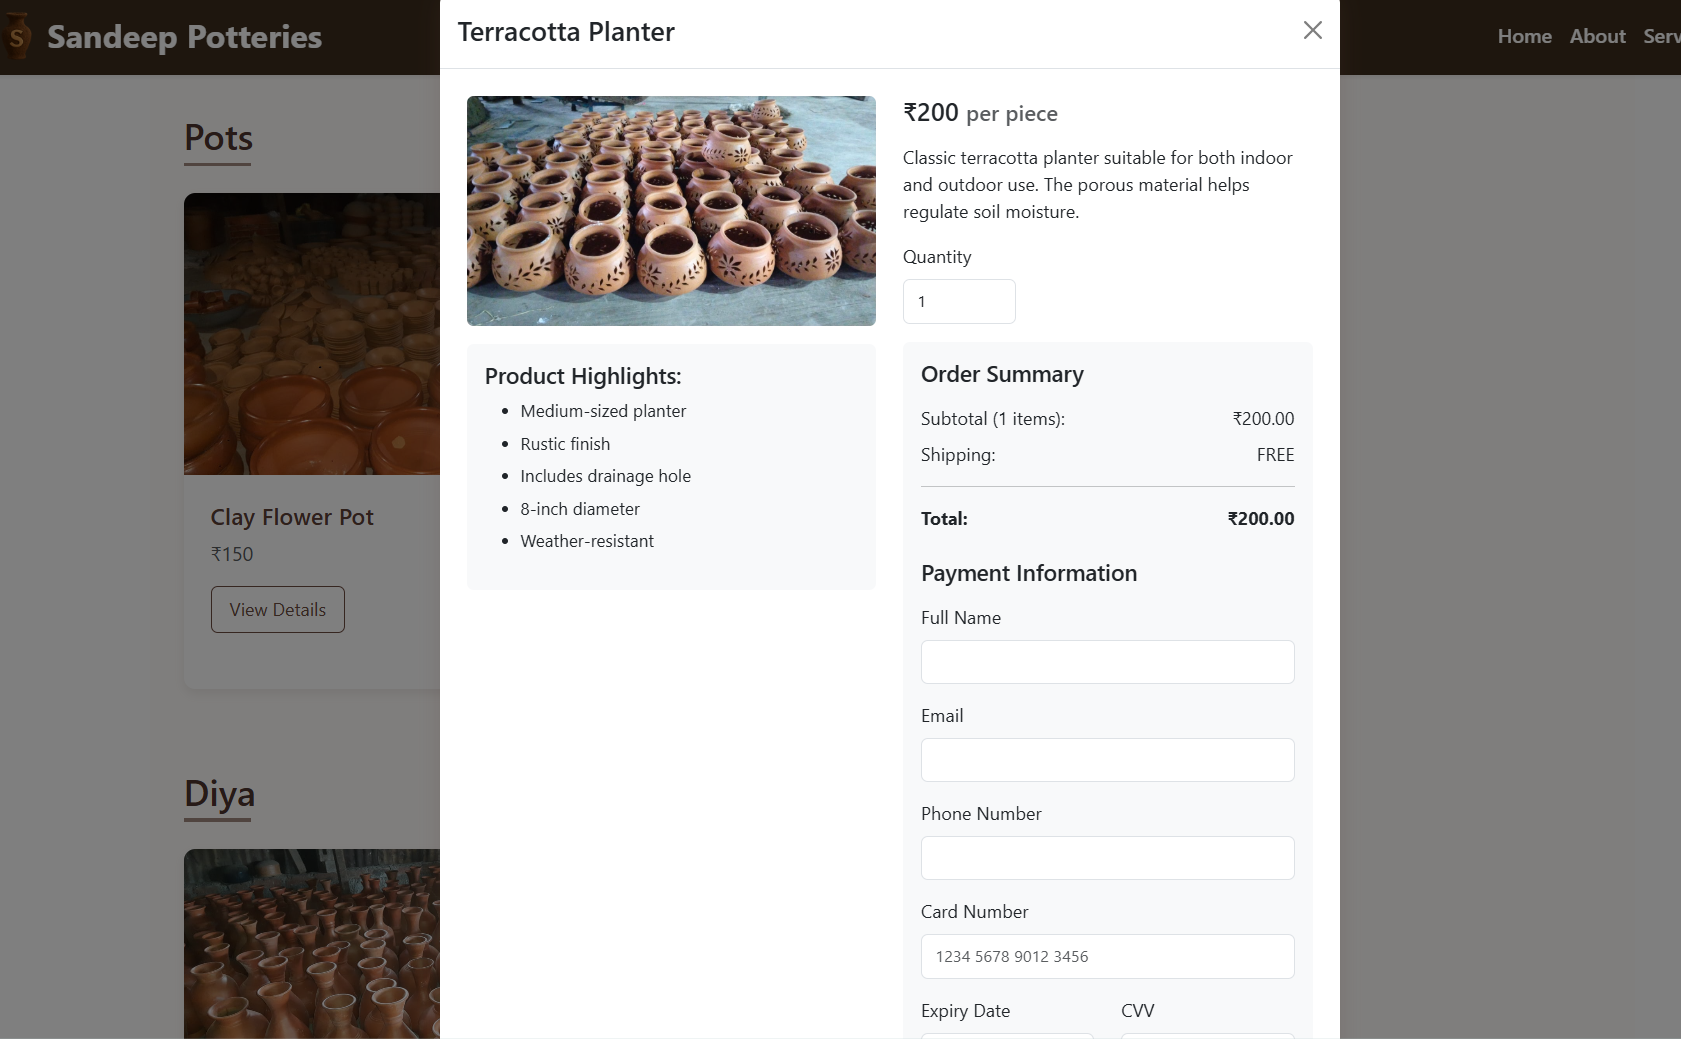 S
Sandeep Potteries
Home About Serv
Pots
Clay Flower Pot
₹150
View Details
Diya
Terracotta Planter
Product Highlights:
Medium-sized planter
Rustic finish
Includes drainage hole
8-inch diameter
Weather-resistant
₹200 per piece
Classic terracotta planter suitable for both indoor
and outdoor use. The porous material helps
regulate soil moisture.
Quantity
1
Order Summary
Subtotal (1 items): ₹200.00
Shipping: FREE
Total: ₹200.00
Payment Information
Full Name
Email
Phone Number
Card Number
1234 5678 9012 3456
Expiry Date CVV